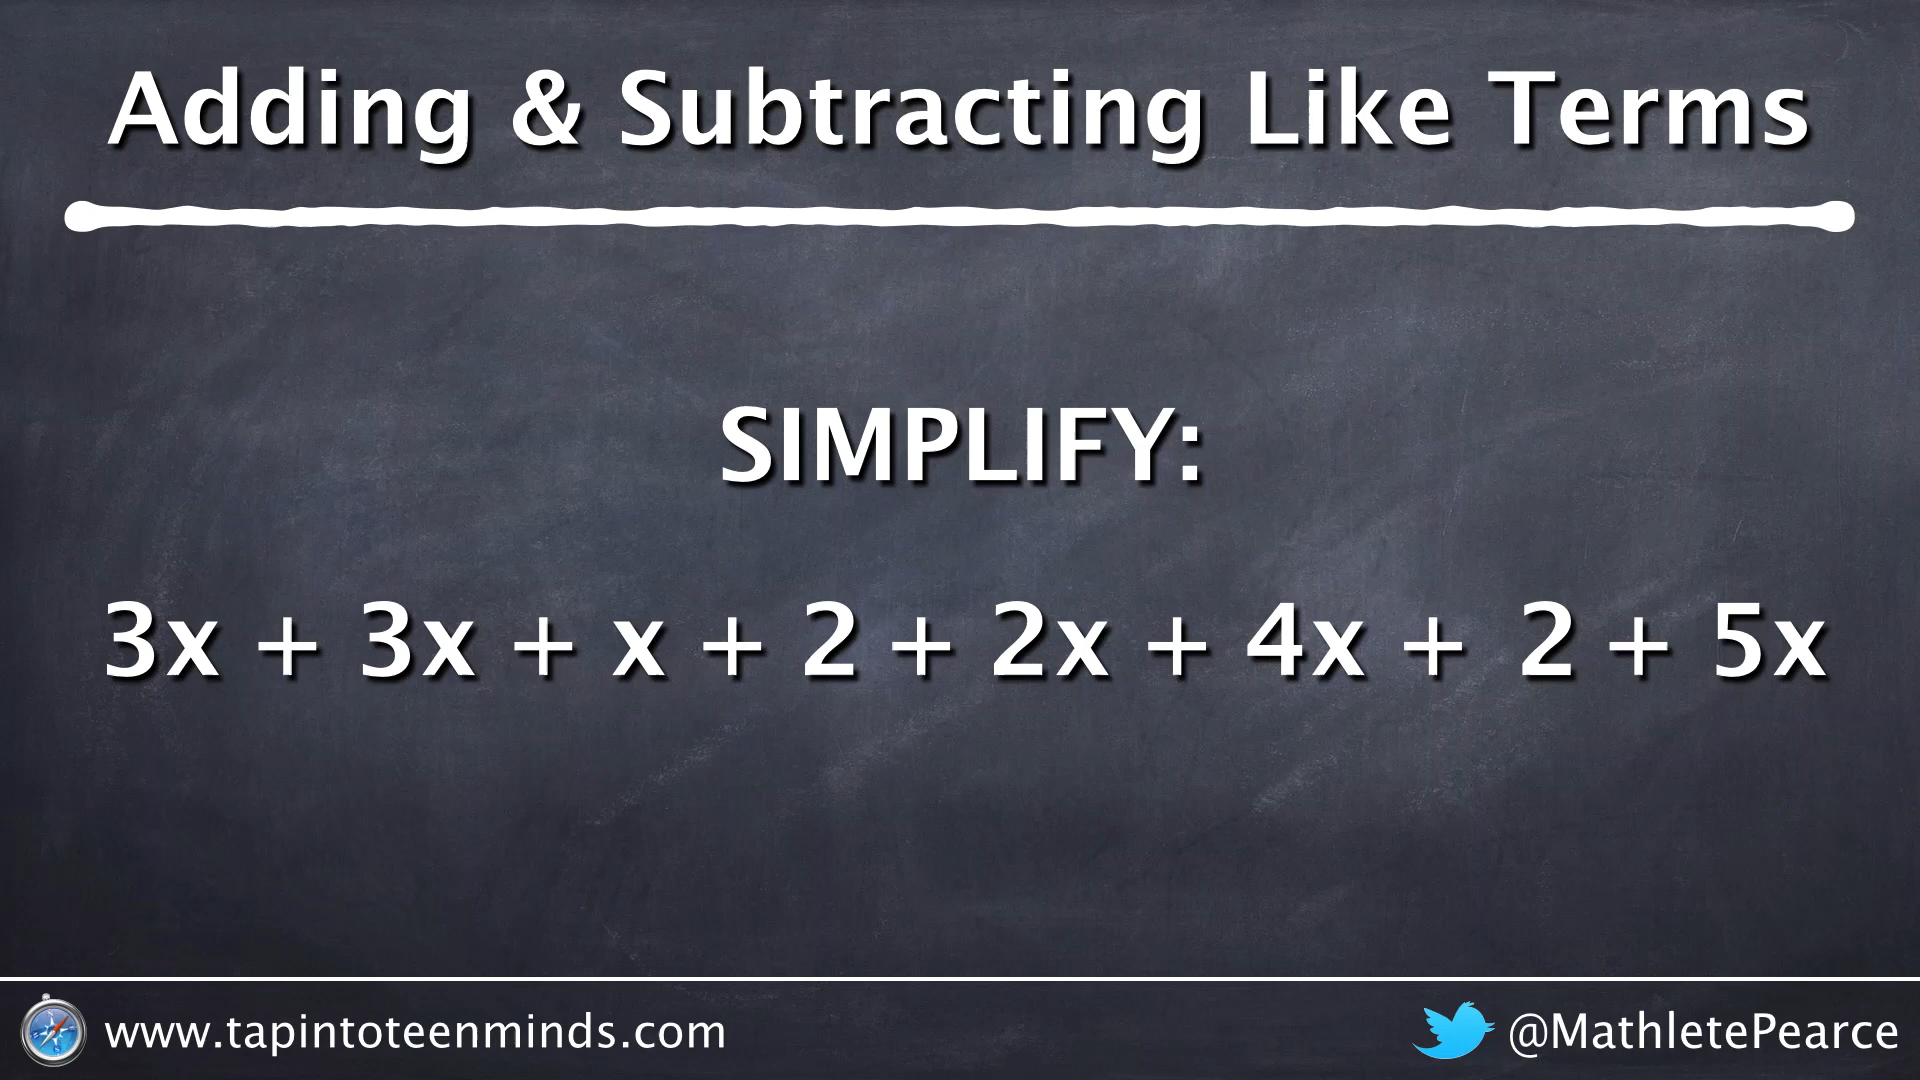 Adding & Subtracting Like Terms
SIMPLIFY:
3x + 3x + x + 2 + 2x + 4x + 2 + 5x
www.tapintoteenminds.com
@MathletePearce